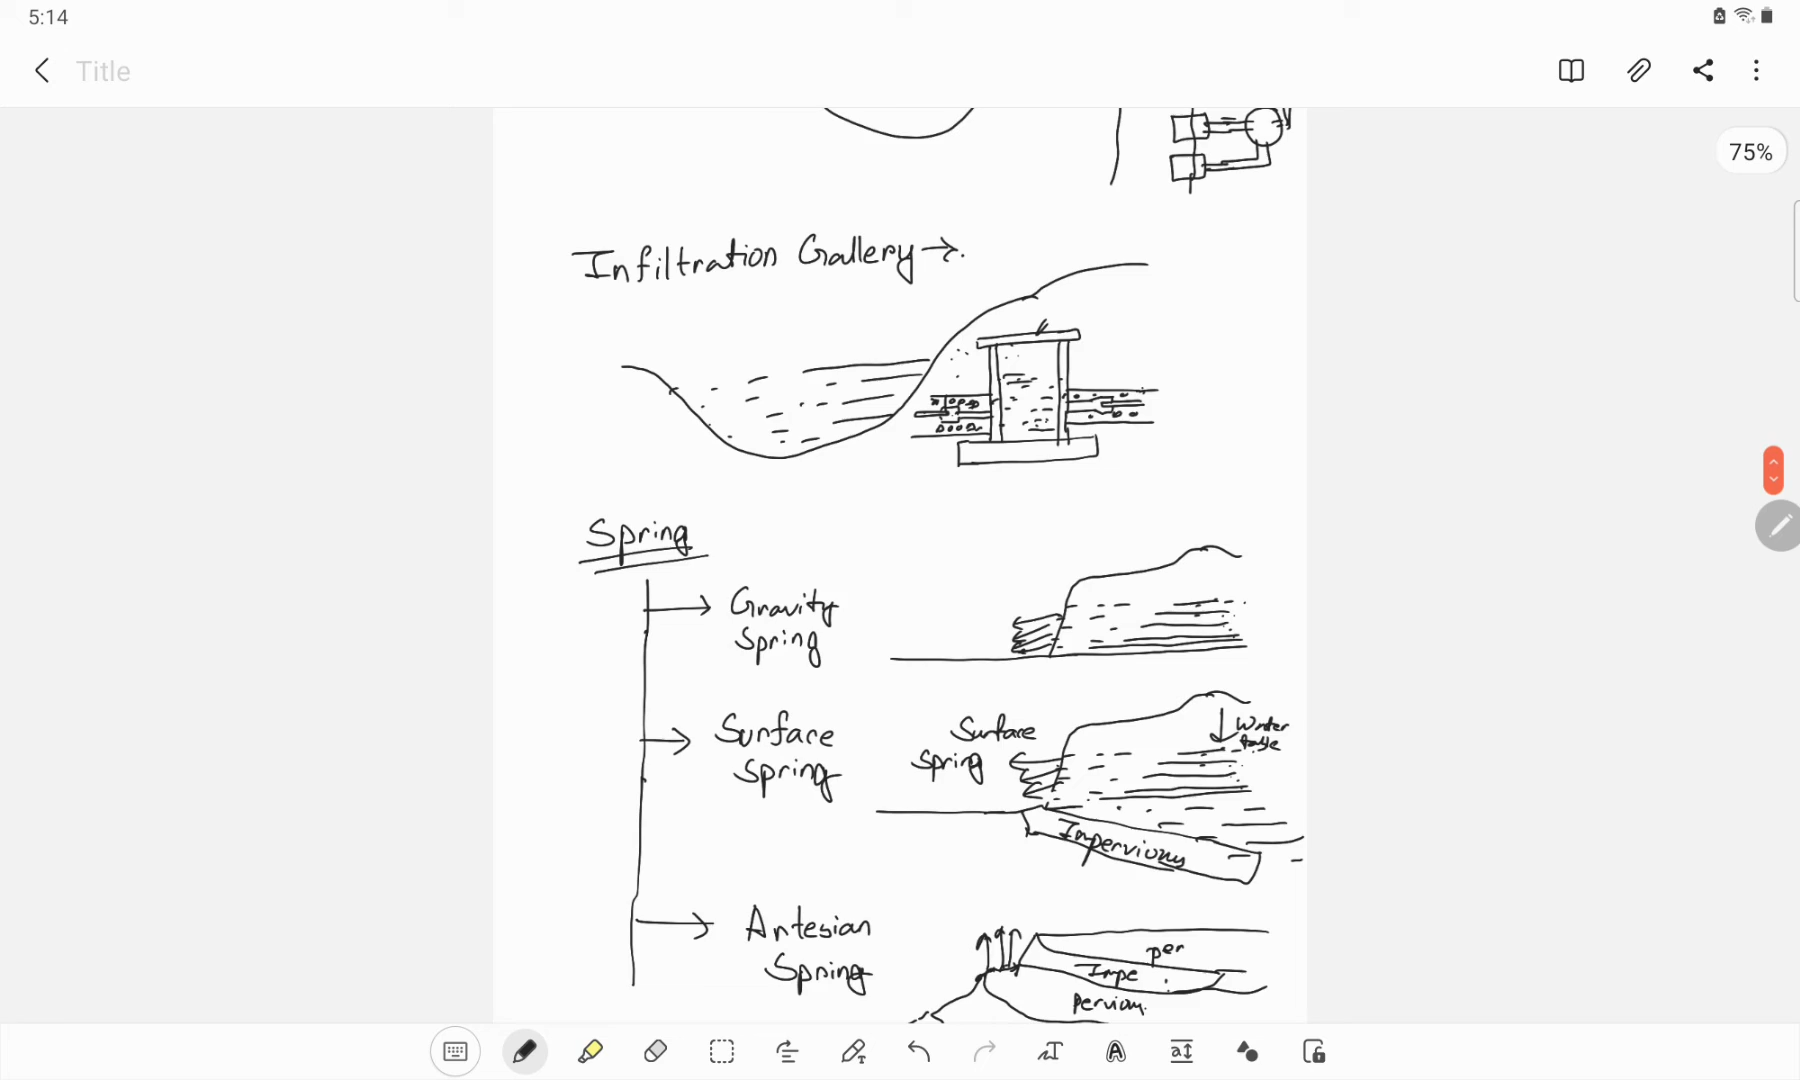 5:14
Title
75%
Infiltration Gallery →
Spring
Gravity
Spring
Surface
Spring
Surface
Spring
Water
table
Impervious
Artesian
Spring
per
Impe
perviou